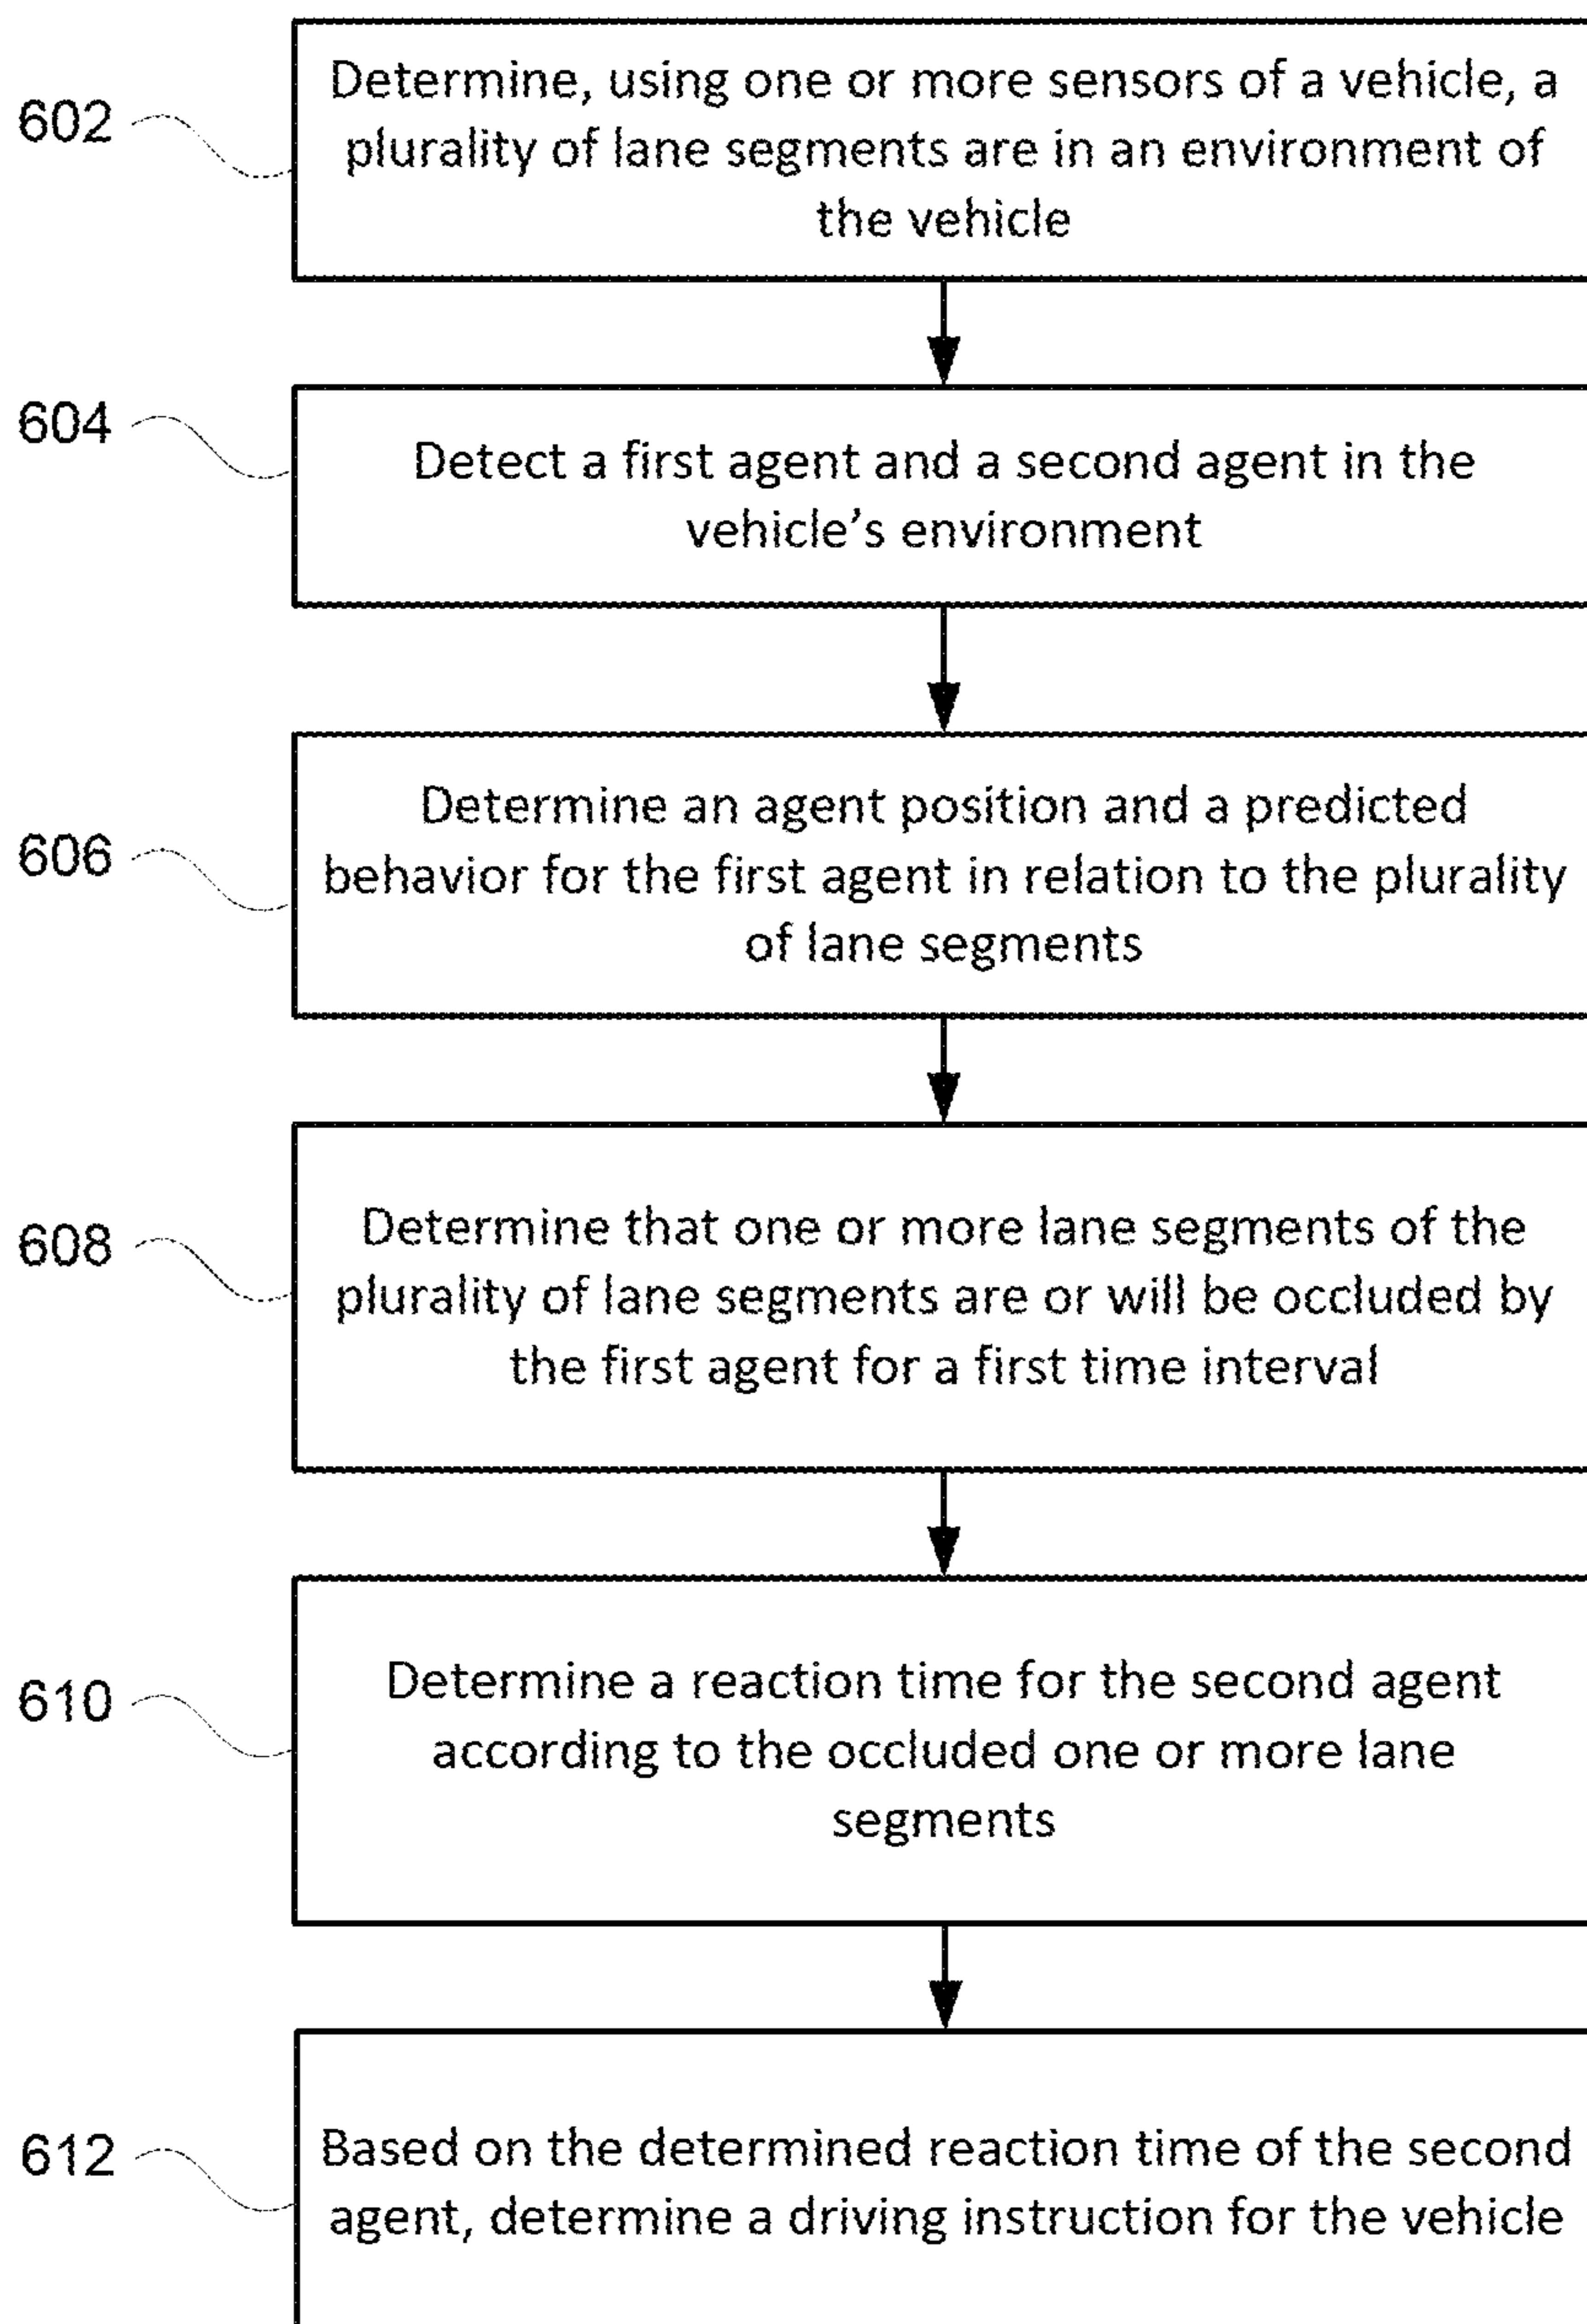 602
Determine, using one or more sensors of a vehicle, a
plurality of lane segments are in an environment of
the vehicle
604
Detect a first agent and a second agent in the
vehicle’s environment
606
Determine an agent position and a predicted
behavior for the first agent in relation to the plurality
of lane segments
608
Determine that one or more lane segments of the
plurality of lane segments are or will be occluded by
the first agent for a first time interval
610
Determine a reaction time for the second agent
according to the occluded one or more lane
segments
612
Based on the determined reaction time of the second
agent, determine a driving instruction for the vehicle